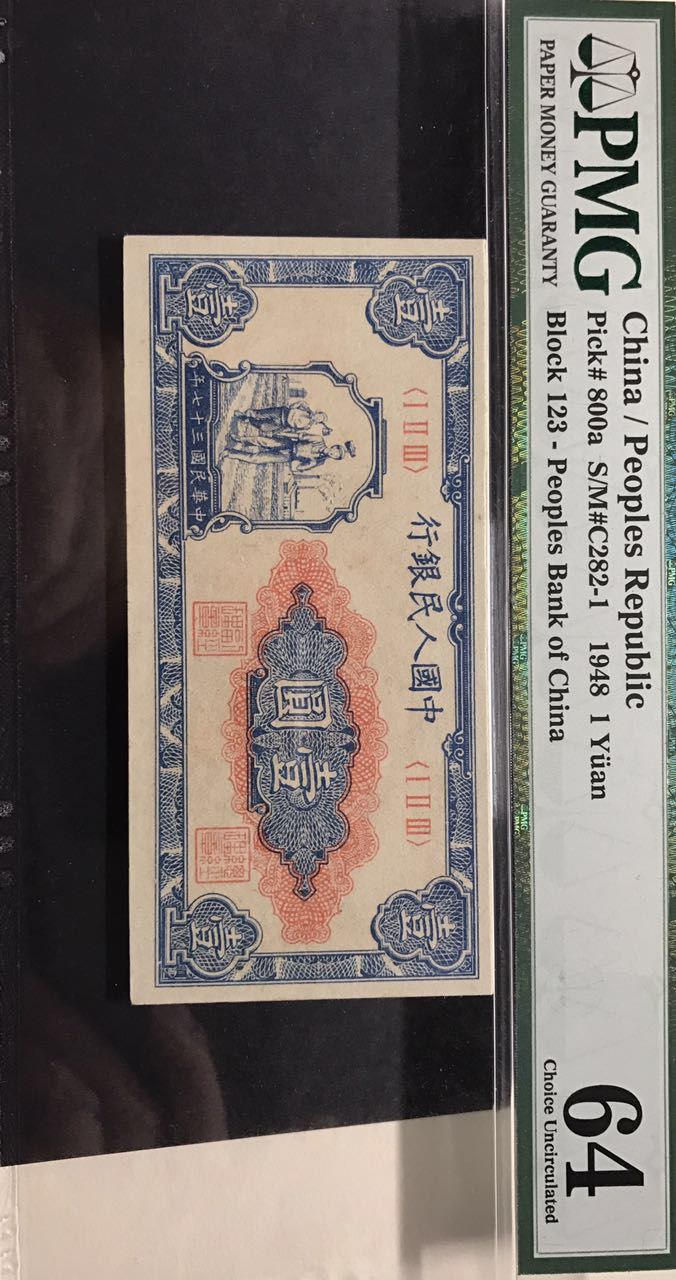 PMG
PAPER MONEY GUARANTY
China / Peoples Republic
Pick# 800a S/M#C282-1 1948 1 Yüan
Block 123 - Peoples Bank of China
64
Choice Uncirculated
行銀民人國中
〈I II III〉
〈I II III〉
壹
壹
圓壹
年七十三國民華中
壹
壹